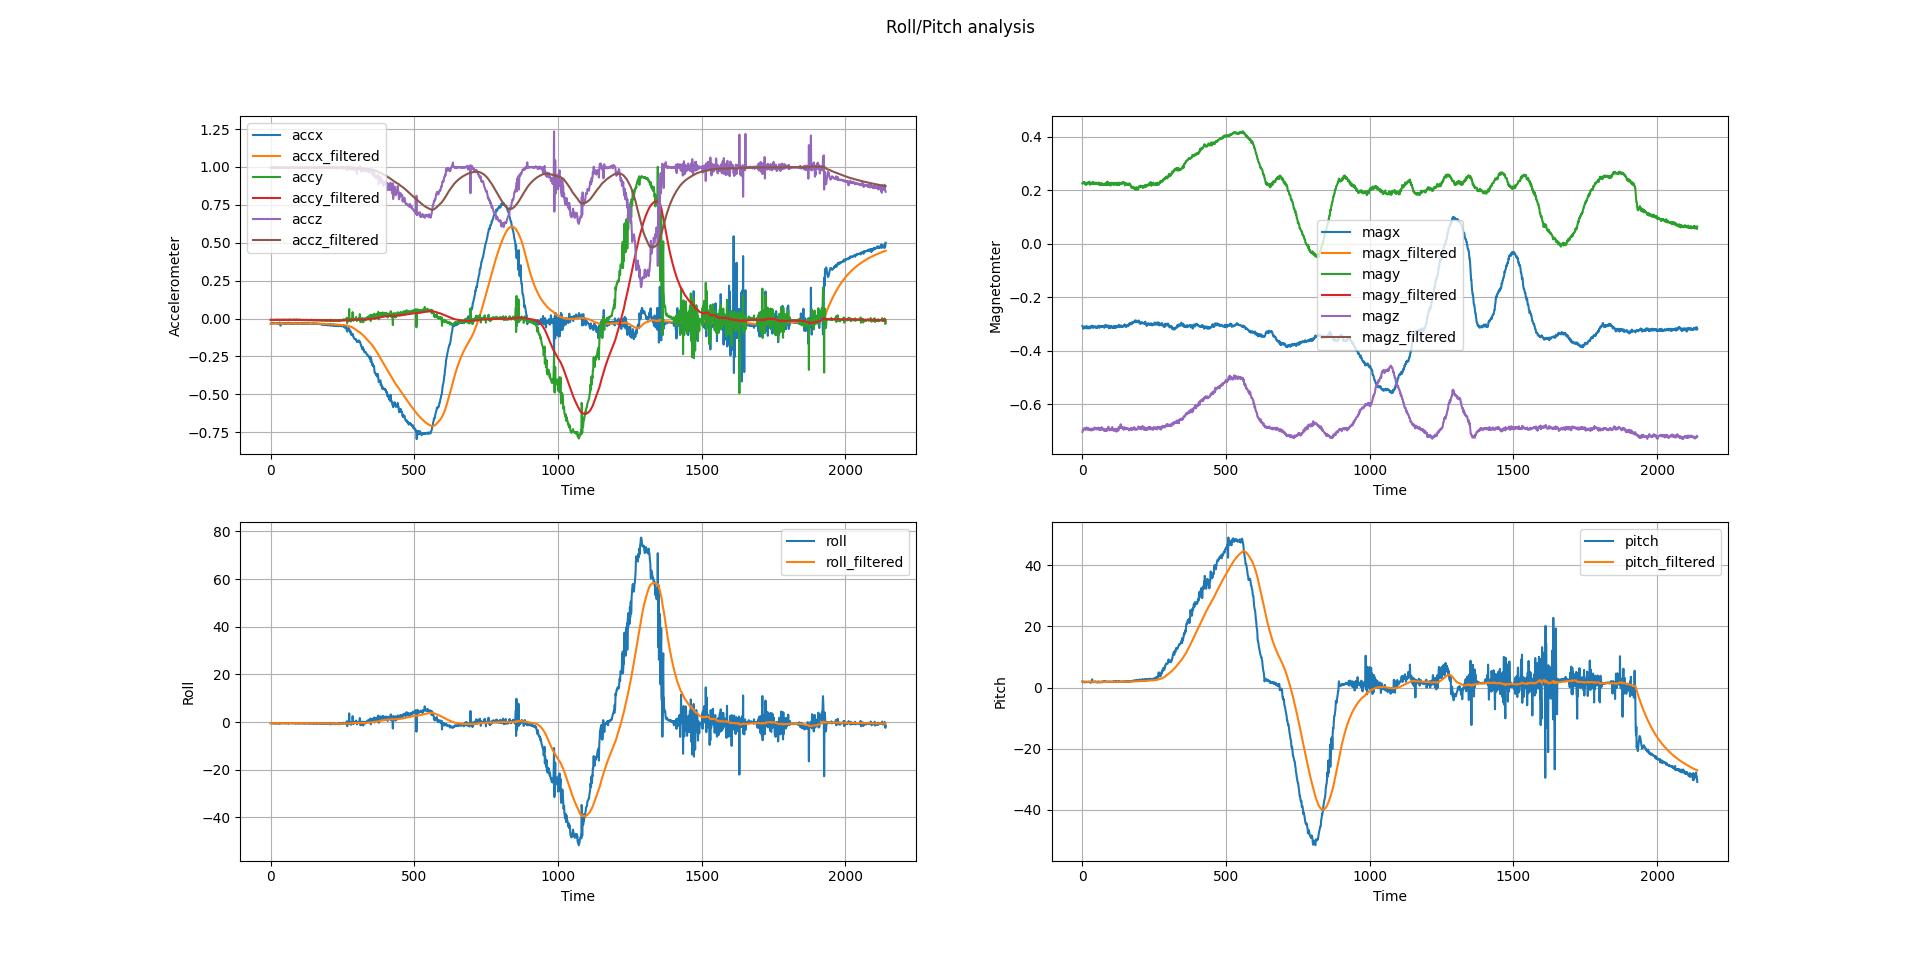 Roll/Pitch analysis
accx
accx_filtered
accy
accy_filtered
accz
accz_filtered
1.25
1.00
0.75
0.50
0.25
0.00
−0.25
−0.50
−0.75
Accelerometer
0 500 1000 1500 2000
Time
magx
magx_filtered
magy
magy_filtered
magz
magz_filtered
0.4
0.2
0.0
−0.2
−0.4
−0.6
Magnetomter
0 500 1000 1500 2000
Time
roll
roll_filtered
80
60
40
20
0
−20
−40
Roll
0 500 1000 1500 2000
Time
pitch
pitch_filtered
40
20
0
−20
−40
Pitch
0 500 1000 1500 2000
Time